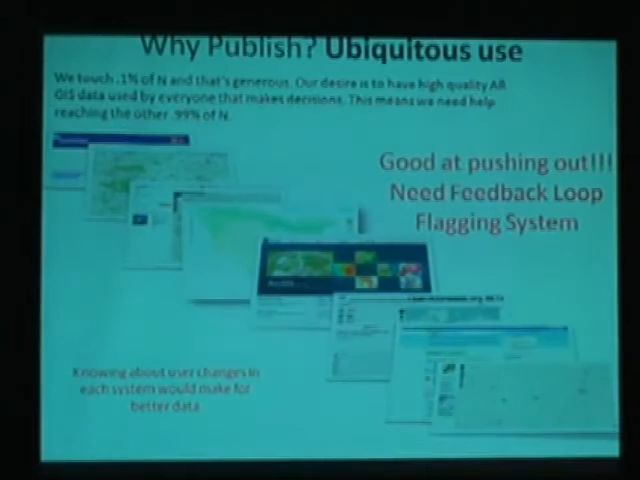 Why Publish? Ubiquitous use
We touch .1% of N and that's generous. Our desire is to have high quality AR
GIS data used by everyone that makes decisions. This means we need help
reaching the other .99% of N.
Good at pushing out!!!
Need Feedback Loop
Flagging System
Knowing about user changes in
each system would make for
better data